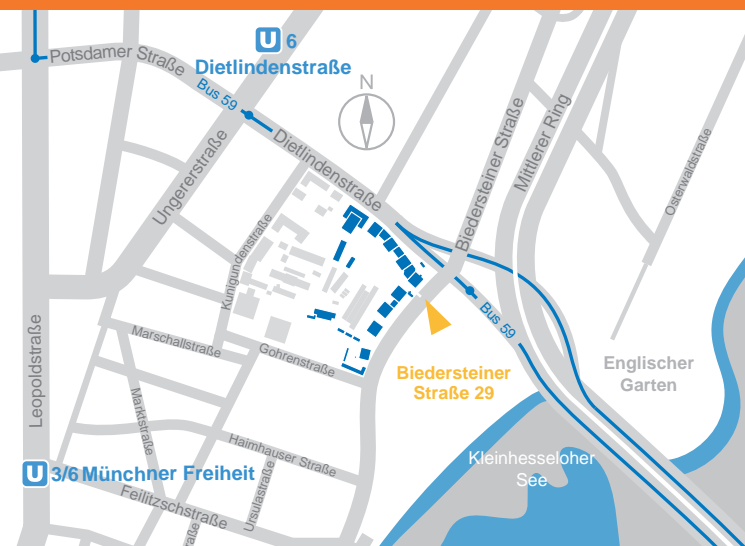 U 6
Dietlindenstraße
Potsdamer Straße
Bus 59
N
Dietlindenstraße
Ungererstraße
Biedersteiner Straße
Mittlerer Ring
Osterwaldstraße
Kunigundenstraße
Leopoldstraße
Marschallstraße
Gohrenstraße
Bus 59
Biedersteiner
Straße 29
Englischer
Garten
Marktstraße
Haimhauser Straße
Kleinhesseloher
See
U 3/6 Münchner Freiheit
Feilitzschstraße
Ursulastraße
raße